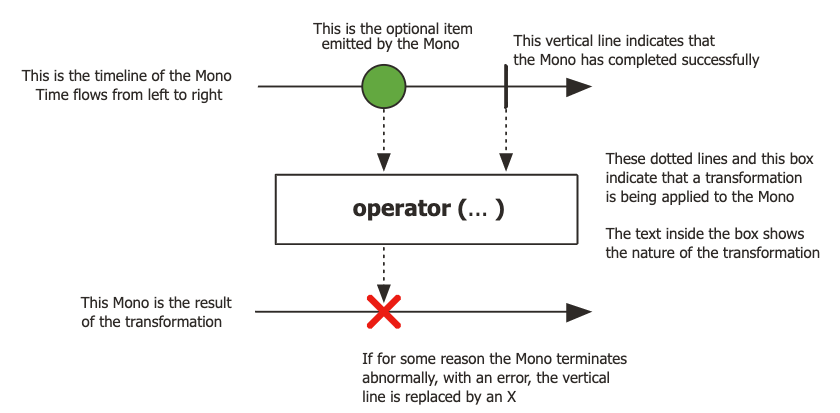 This is the optional item
emitted by the Mono
This vertical line indicates that
the Mono has completed successfully
This is the timeline of the Mono
Time flows from left to right
These dotted lines and this box
indicate that a transformation
is being applied to the Mono
The text inside the box shows
the nature of the transformation
operator (... )
This Mono is the result
of the transformation
If for some reason the Mono terminates
abnormally, with an error, the vertical
line is replaced by an X